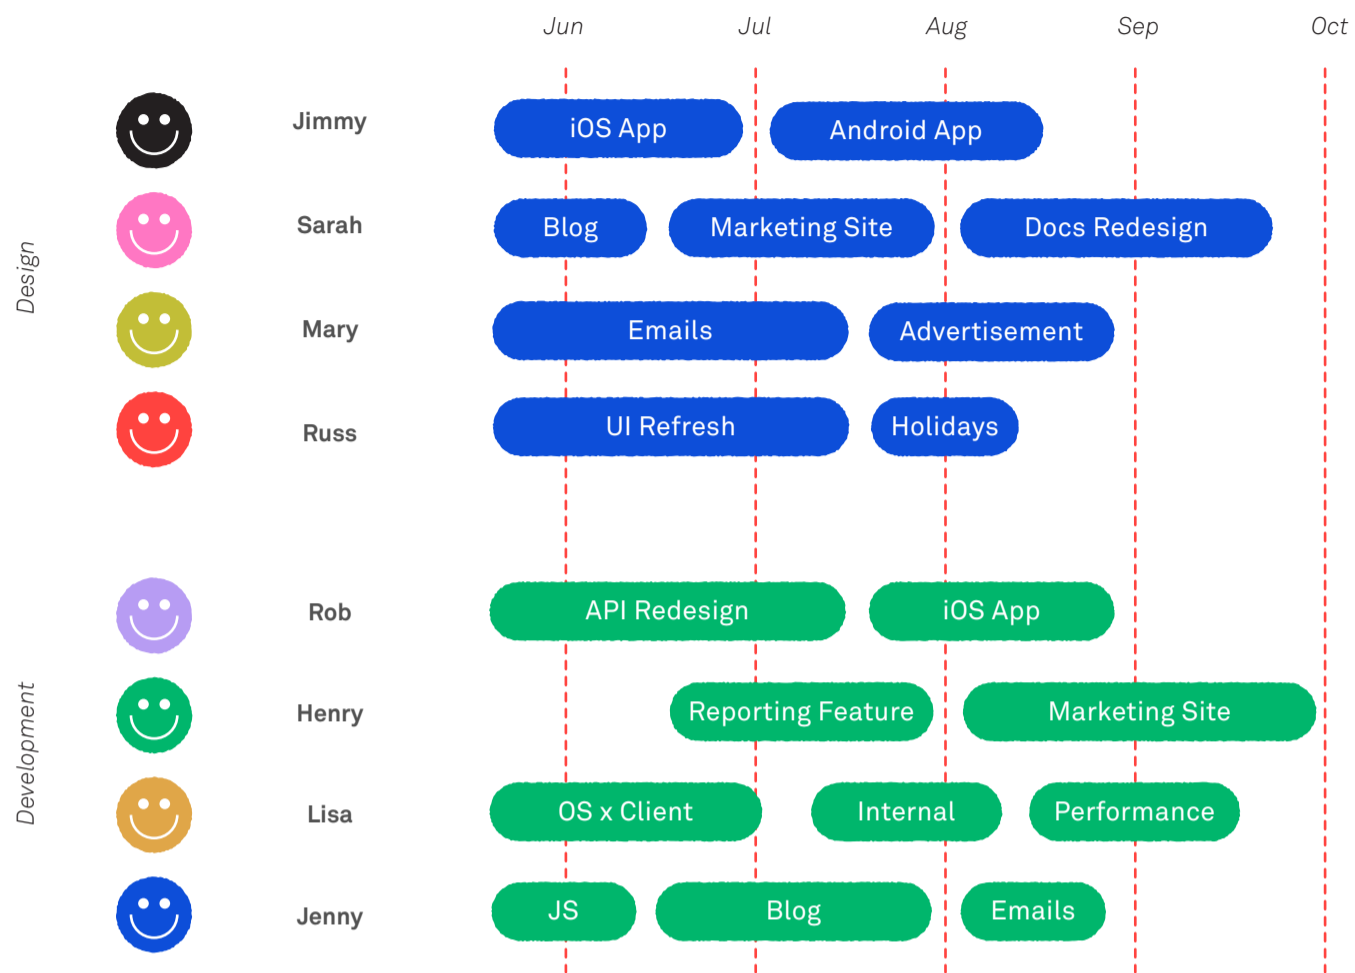 Jun Jul Aug Sep Oct
Design
Jimmy iOS App Android App
Sarah Blog Marketing Site Docs Redesign
Mary Emails Advertisement
Russ UI Refresh Holidays
Development
Rob API Redesign iOS App
Henry Reporting Feature Marketing Site
Lisa OS x Client Internal Performance
Jenny JS Blog Emails